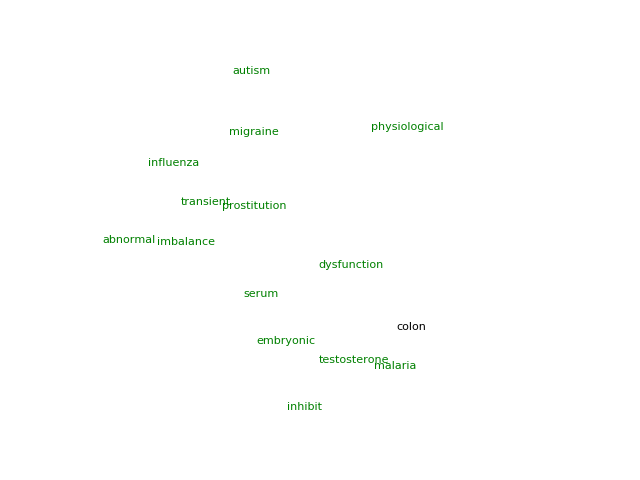 autism
physiological
migraine
influenza
transient
prostitution
abnormal
imbalance
dysfunction
serum
colon
embryonic
testosterone
malaria
inhibit